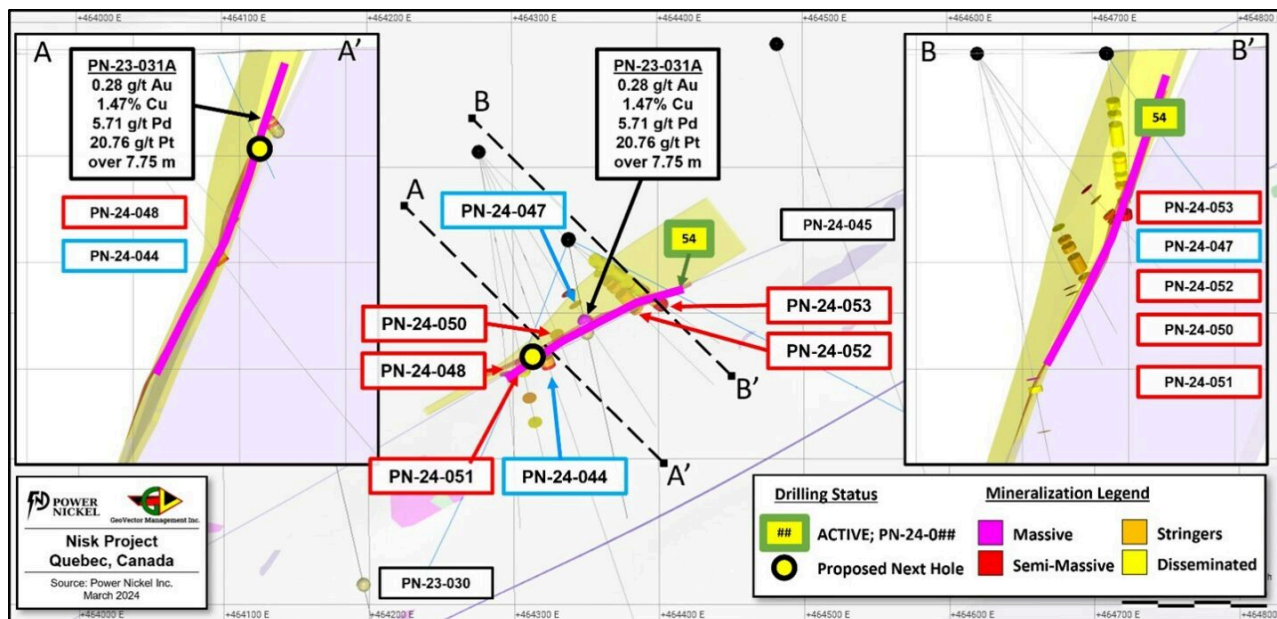 +464000 E
+464100 E
+464200 E
+464300 E
+464400 E
+464500 E
+464600 E
+464700 E
+464800
A
A’
PN-23-031A
0.28 g/t Au
1.47% Cu
5.71 g/t Pd
20.76 g/t Pt
over 7.75 m
PN-24-048
PN-24-044
B
A
PN-23-031A
0.28 g/t Au
1.47% Cu
5.71 g/t Pd
20.76 g/t Pt
over 7.75 m
PN-24-047
54
PN-24-045
PN-24-050
PN-24-048
PN-24-053
PN-24-052
B’
A’
PN-24-051
PN-24-044
PN-23-030
B
B’
54
PN-24-053
PN-24-047
PN-24-052
PN-24-050
PN-24-051
POWER
NICKEL
GeoVector Management Inc.
Nisk Project
Quebec, Canada
Source: Power Nickel Inc.
March 2024
Drilling Status
## ACTIVE; PN-24-0##
Proposed Next Hole
Mineralization Legend
Massive
Semi-Massive
Stringers
Disseminated
+464000 E
+464100 E
+464200 E
+464300 E
+464400 E
+464500 E
+464600 E
+464700 E
+464800